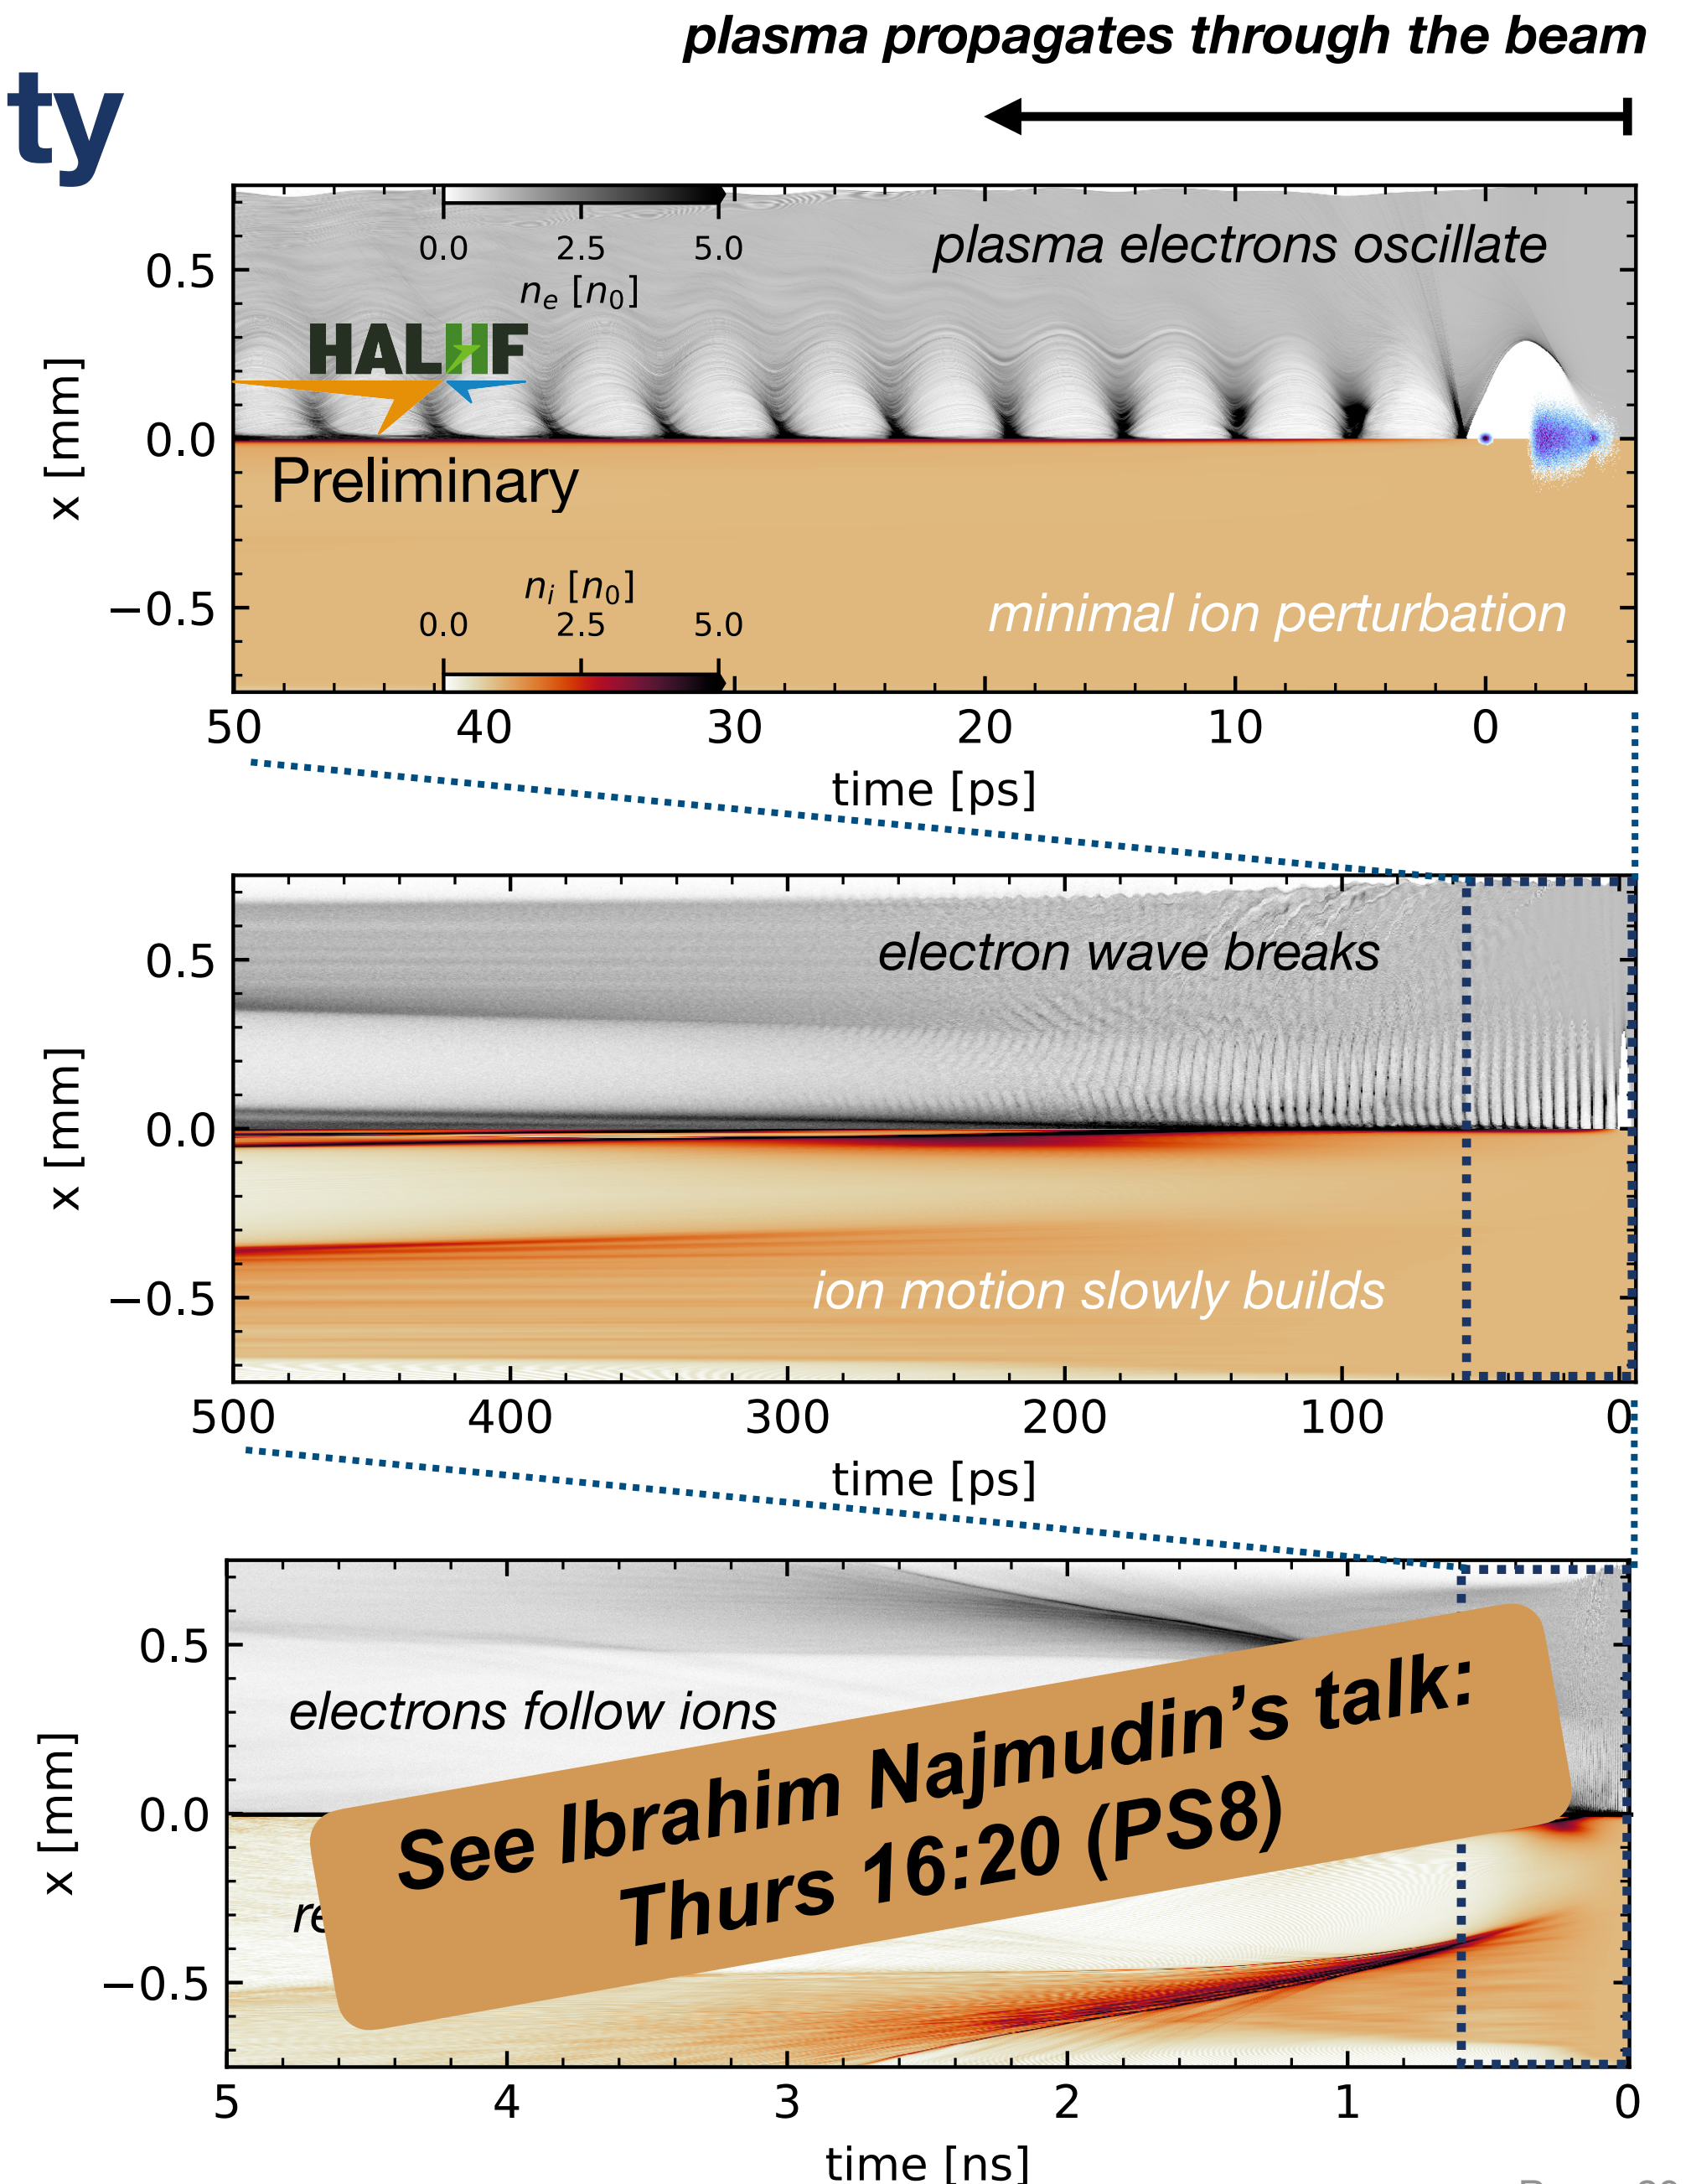 plasma propagates through the beam
ty
0.0 2.5 5.0
n_e [n_0]
plasma electrons oscillate
HALHF
Preliminary
n_i [n_0]
0.0 2.5 5.0
minimal ion perturbation
0.5
0.0
−0.5
x [mm]
50 40 30 20 10 0
time [ps]
electron wave breaks
ion motion slowly builds
0.5
0.0
−0.5
x [mm]
500 400 300 200 100 0
time [ps]
electrons follow ions
See Ibrahim Najmudin’s talk:
Thurs 16:20 (PS8)
0.5
0.0
−0.5
x [mm]
5 4 3 2 1 0
time [ns]